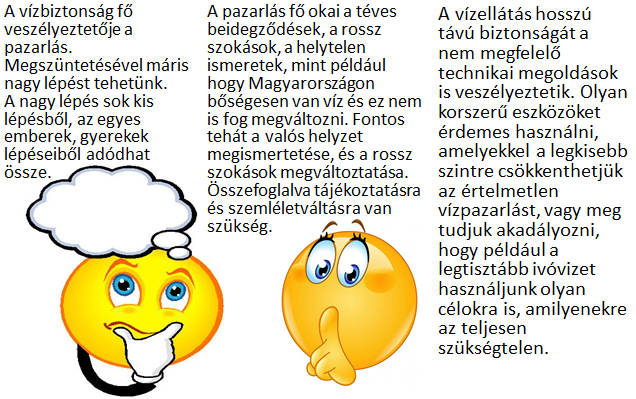 A vízbiztonság fő
veszélyeztetője a
pazarlás.
Megszüntetésével máris
nagy lépést tehetünk.
A nagy lépés sok kis
lépésből, az egyes
emberek, gyerekek
lépéseiből adódhat
össze.
A pazarlás fő okai a téves
beidegződések, a rossz
szokások, a helytelen
ismeretek, mint például
hogy Magyarországon
bőségesen van víz és ez nem
is fog megváltozni. Fontos
tehát a valós helyzet
megismertetése, és a rossz
szokások megváltoztatása.
Összefoglalva tájékoztatásra
és szemléletváltásra van
szükség.
A vízellátás hosszú
távú biztonságát a
nem megfelelő
technikai megoldások
is veszélyeztetik. Olyan
korszerű eszközöket
érdemes használni,
amelyekkel a legkisebb
szintre csökkenthetjük
az értelmetlen
vízpazarlást, vagy meg
tudjuk akadályozni,
hogy például a
legtisztább ivóvizet
használjunk olyan
célokra is, amilyenekre
az teljesen
szükségtelen.